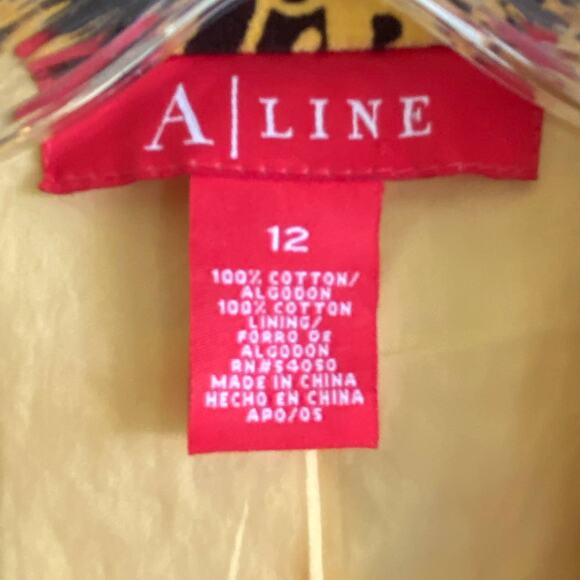 A|LINE
12
100% COTTON/
ALGODON
100% COTTON
LINING/
FORRO DE
ALGODON
RN#54050
MADE IN CHINA
HECHO EN CHINA
APO/05